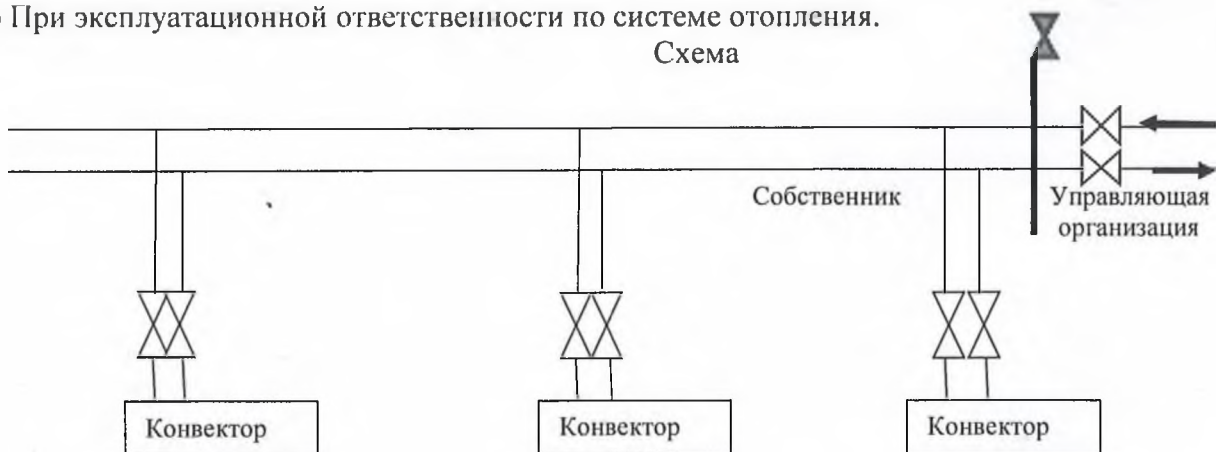 При эксплуатационной ответственности по системе отопления.
Схема
Собственник
Управляющая
организация
Конвектор
Конвектор
Конвектор